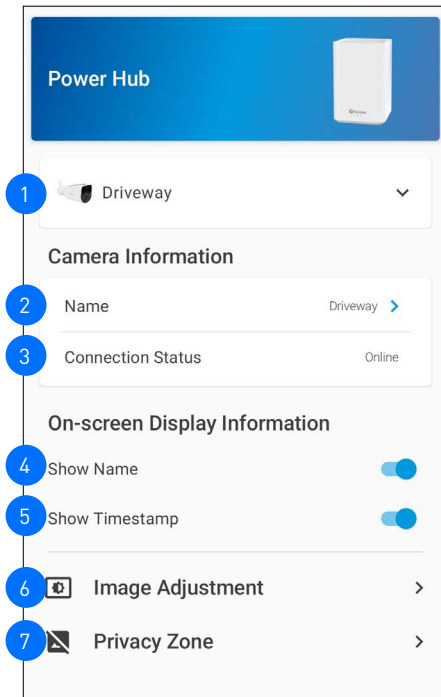 Power Hub
1 Driveway
Camera Information
2 Name Driveway
3 Connection Status Online
On-screen Display Information
4 Show Name
5 Show Timestamp
6 Image Adjustment
7 Privacy Zone